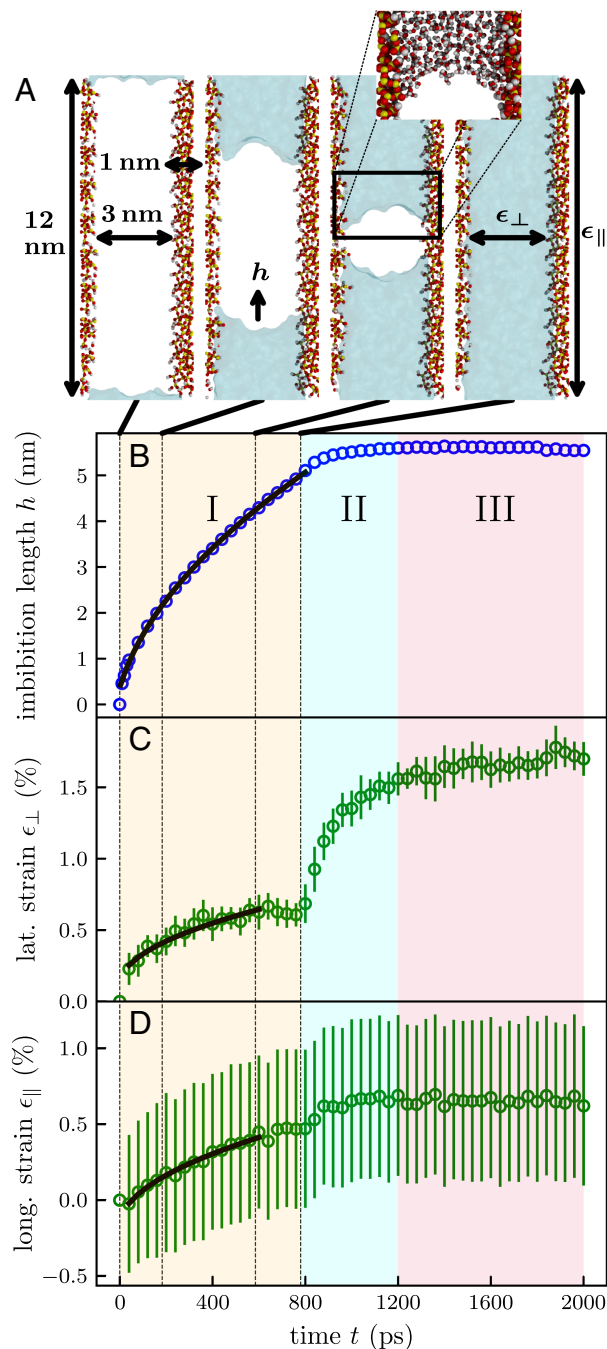 A
1 nm
3 nm
12
nm
h
ϵ⊥
ϵ∥
B
I
II
III
imbibition length h (nm)
5
4
3
2
1
0
C
lat. strain ϵ⊥ (%)
1.5
1.0
0.5
0.0
D
long. strain ϵ∥ (%)
1.0
0.5
0.0
−0.5
0
400
800
1200
1600
2000
time t (ps)